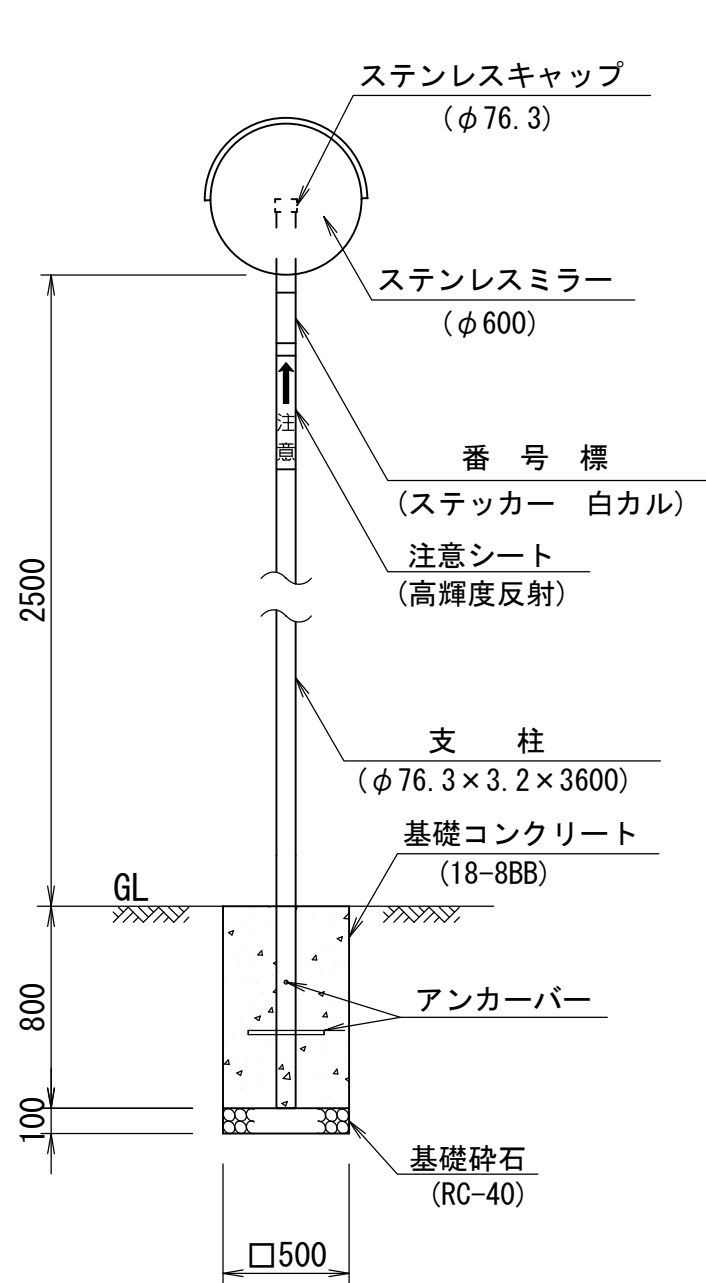 ステンレスキャップ
(φ76.3)
ステンレスミラー
(φ600)
注
意
番 号 標
(ステッカー 白カル)
注意シート
(高輝度反射)
2500
支 柱
(φ76.3×3.2×3600)
基礎コンクリート
(18-8BB)
GL
800
アンカーバー
100
基礎砕石
(RC-40)
□500